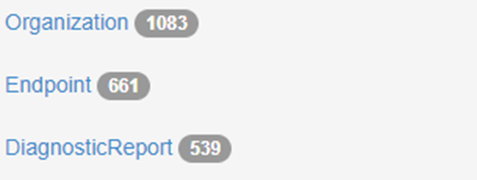 Organization 1083
Endpoint 661
DiagnosticReport 539